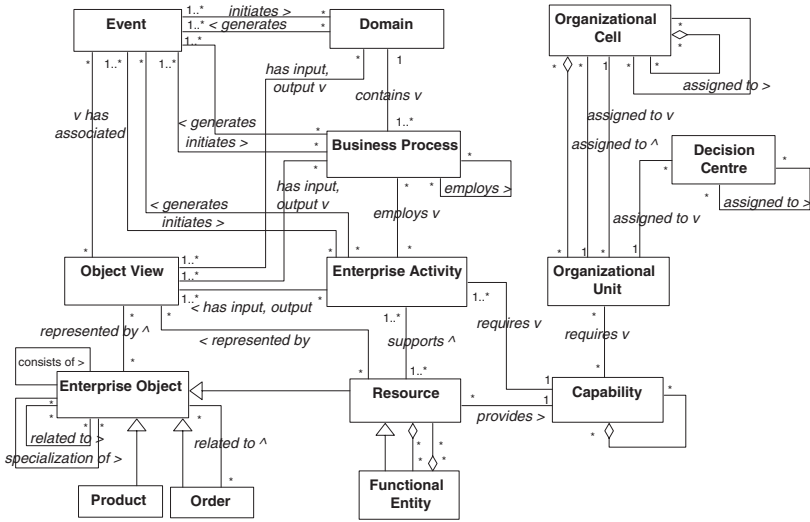 Event
1..*
initiates >
*
Domain
1..*
< generates
*
1..*
Organizational
Cell
*
*
*
*
*
1
*
*
assigned to >
*
1..*
*
1..*
has input,
output v
*
1
contains v
v has
associated
< generates
initiates >
*
*
1..*
Business Process
*
*
employs >
assigned to v
assigned to ^
Decision
Centre
*
*
*
assigned to >
has input,
output v
*
*
employs v
< generates
initiates >
assigned to v
*
1..*
1..*
*
*
*
*
*
*
1
Object View
Enterprise Activity
Organizational
Unit
1..*
*
< has input, output
1..*
*
*
represented by ^
*
< represented by
1..*
supports ^
1..*
requires v
*
requires v
*
consists of >
*
Enterprise Object
*
Resource
*
1
1
provides >
Capability
*
*
*
*
related to >
*
*
specialization of >
*
related to ^
*
*
*
*
*
Product
Order
Functional
Entity